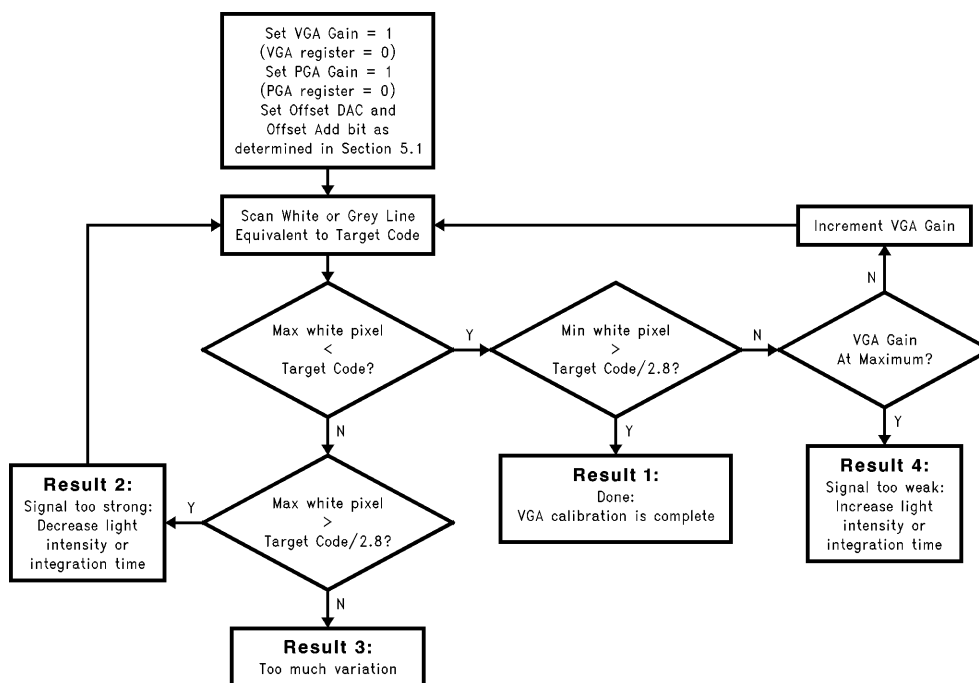 Set VGA Gain = 1
(VGA register = 0)
Set PGA Gain = 1
(PGA register = 0)
Set Offset DAC and
Offset Add bit as
determined in Section 5.1
Scan White or Grey Line
Equivalent to Target Code
Increment VGA Gain
N
Max white pixel
<
Target Code?
Y
Min white pixel
>
Target Code/2.8?
N
VGA Gain
At Maximum?
N
Y
Y
Result 2:
Signal too strong:
Decrease light
intensity or
integration time
Y
Max white pixel
>
Target Code/2.8?
Result 1:
Done:
VGA calibration is complete
Result 4:
Signal too weak:
Increase light
intensity or
integration time
N
Result 3:
Too much variation